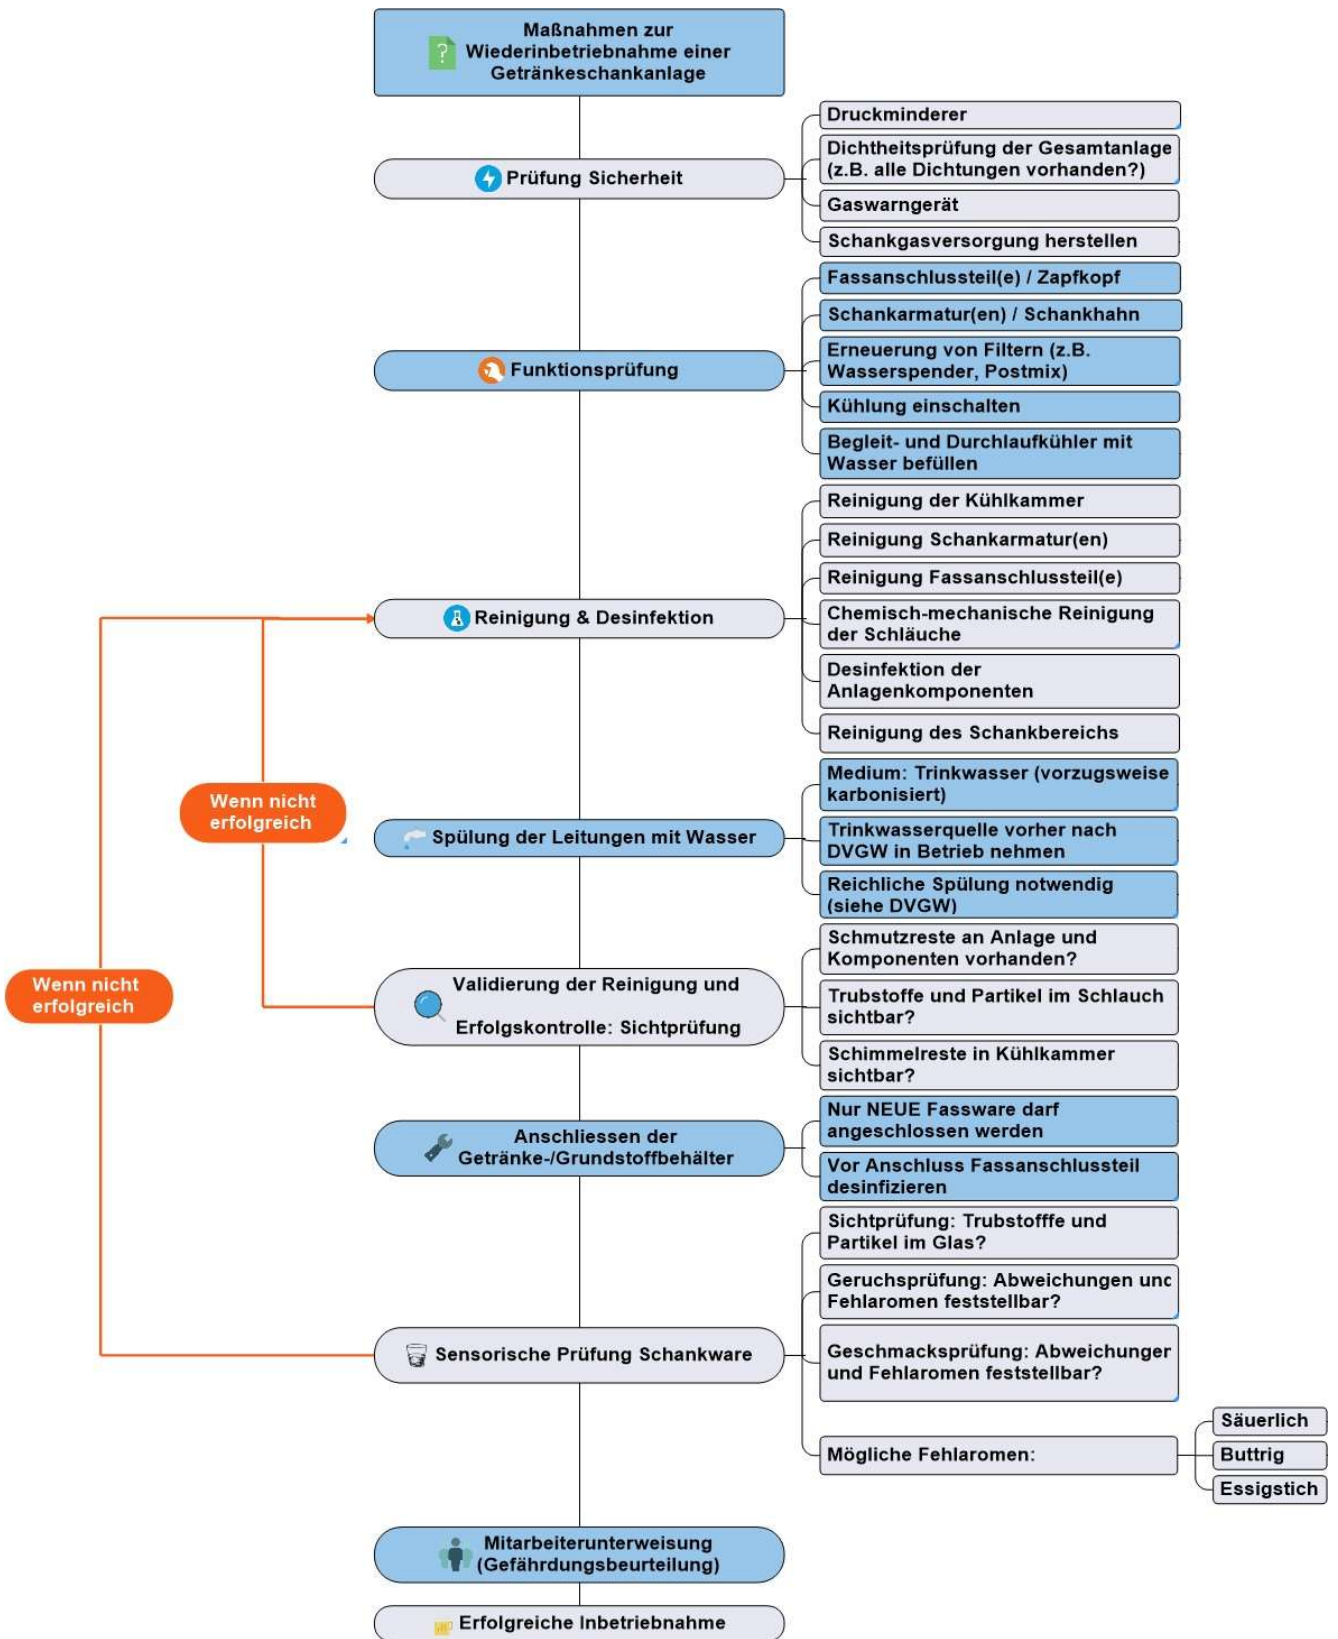 Maßnahmen zur
Wiederinbetriebnahme einer
Getränkeschankanlage
Prüfung Sicherheit
Druckminderer
Dichtheitsprüfung der Gesamtanlage
(z.B. alle Dichtungen vorhanden?)
Gaswarngerät
Schankgasversorgung herstellen
Funktionsprüfung
Fassanschlussteil(e) / Zapfkopf
Schankarmatur(en) / Schankhahn
Erneuerung von Filtern (z.B.
Wasserspender, Postmix)
Kühlung einschalten
Begleit- und Durchlaufkühler mit
Wasser befüllen
Reinigung & Desinfektion
Reinigung der Kühlkammer
Reinigung Schankarmatur(en)
Reinigung Fassanschlussteil(e)
Chemisch-mechanische Reinigung
der Schläuche
Desinfektion der
Anlagenkomponenten
Reinigung des Schankbereichs
Wenn nicht
erfolgreich
Spülung der Leitungen mit Wasser
Medium: Trinkwasser (vorzugsweise
karbonisiert)
Trinkwasserquelle vorher nach
DVGW in Betrieb nehmen
Reichliche Spülung notwendig
(siehe DVGW)
Wenn nicht
erfolgreich
Validierung der Reinigung und
Erfolgskontrolle: Sichtprüfung
Schmutzreste an Anlage und
Komponenten vorhanden?
Trubstoffe und Partikel im Schlauch
sichtbar?
Schimmelreste in Kühlkammer
sichtbar?
Anschliessen der
Getränke-/Grundstoffbehälter
Nur NEUE Fassware darf
angeschlossen werden
Vor Anschluss Fassanschlussteil
desinfizieren
Sensorische Prüfung Schankware
Sichtprüfung: Trubstofffe und
Partikel im Glas?
Geruchsprüfung: Abweichungen und
Fehlaromen feststellbar?
Geschmacksprüfung: Abweichungen
und Fehlaromen feststellbar?
Mögliche Fehlaromen:
Säuerlich
Buttrig
Essigstich
Mitarbeiterunterweisung
(Gefährdungsbeurteilung)
Erfolgreiche Inbetriebnahme